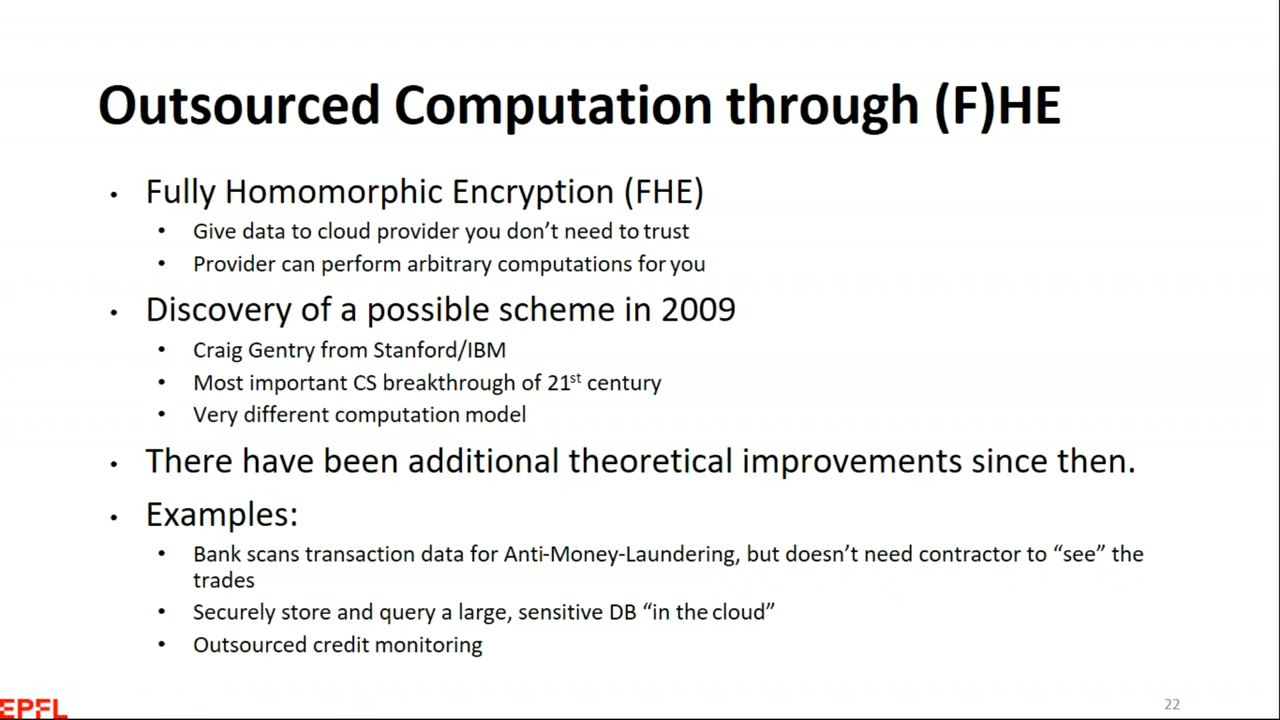 Outsourced Computation through (F)HE
• Fully Homomorphic Encryption (FHE)
• Give data to cloud provider you don’t need to trust
• Provider can perform arbitrary computations for you
• Discovery of a possible scheme in 2009
• Craig Gentry from Stanford/IBM
• Most important CS breakthrough of 21st century
• Very different computation model
• There have been additional theoretical improvements since then.
• Examples:
• Bank scans transaction data for Anti-Money-Laundering, but doesn’t need contractor to “see” the
trades
• Securely store and query a large, sensitive DB “in the cloud”
• Outsourced credit monitoring
EPFL
22